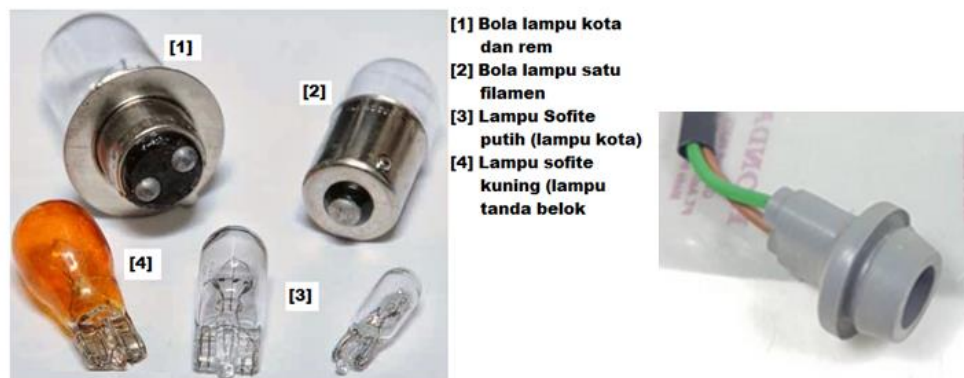 [1]
[2]
[3]
[4]
[1] Bola lampu kota
dan rem
[2] Bola lampu satu
filamen
[3] Lampu Sofite
putih (lampu kota)
[4] Lampu sofite
kuning (lampu
tanda belok